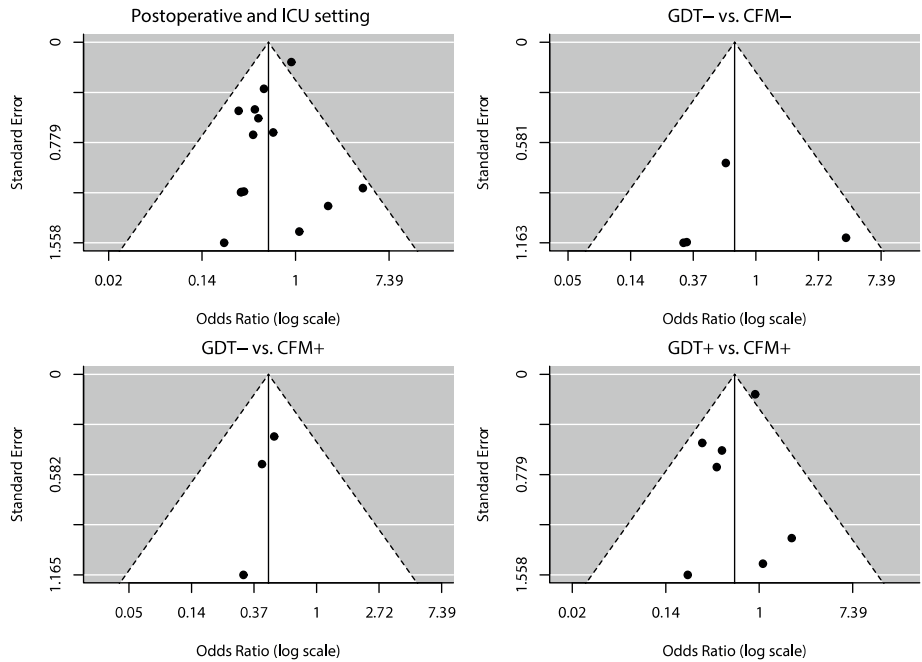 Postoperative and ICU setting
0
0.779
1.558
Standard Error
0.02 0.14 1 7.39
Odds Ratio (log scale)
GDT− vs. CFM−
0
0.581
1.163
Standard Error
0.05 0.14 0.37 1 2.72 7.39
Odds Ratio (log scale)
GDT− vs. CFM+
0
0.582
1.165
Standard Error
0.05 0.14 0.37 1 2.72 7.39
Odds Ratio (log scale)
GDT+ vs. CFM+
0
0.779
1.558
Standard Error
0.02 0.14 1 7.39
Odds Ratio (log scale)